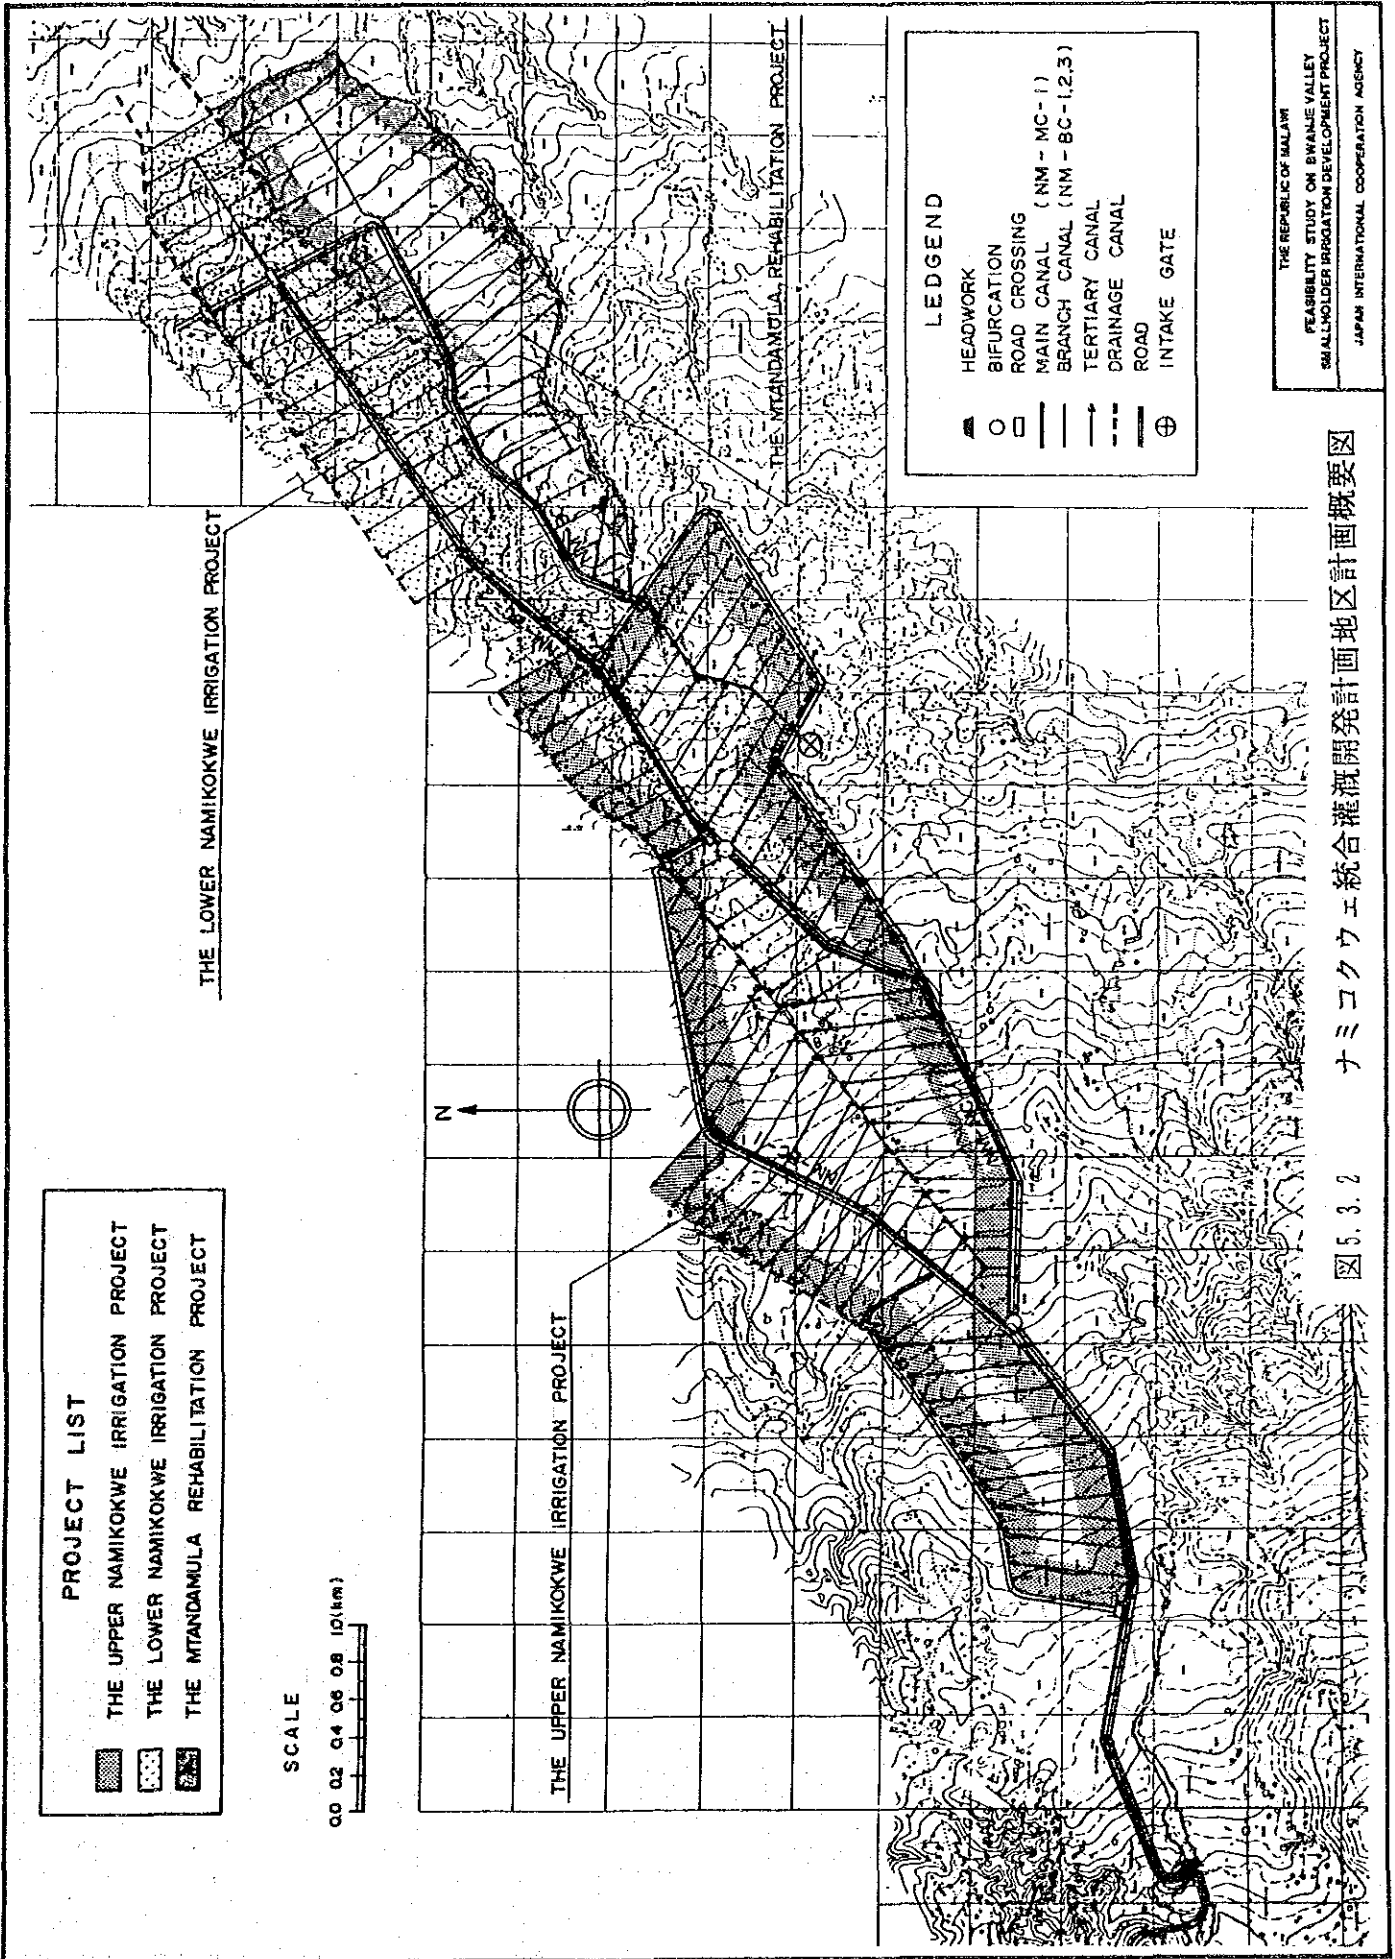 PROJECT LIST
THE UPPER NAMIKOKWE IRRIGATION PROJECT
THE LOWER NAMIKOKWE IRRIGATION PROJECT
THE MTANDAMULA REHABILITATION PROJECT
SCALE
0.0 0.2 0.4 0.6 0.8 1.0(km)
THE LOWER NAMIKOKWE IRRIGATION PROJECT
N
THE UPPER NAMIKOKWE IRRIGATION PROJECT
THE MTANDAMULA REHABILITATION PROJECT
LEDGEND
HEADWORK
BIFURCATION
ROAD CROSSING
MAIN CANAL (NM-MC-1)
BRANCH CANAL (NM-BC-1,2,3)
TERTIARY CANAL
DRAINAGE CANAL
ROAD
INTAKE GATE
図5.3.2 ナミコクウェ統合灌漑開発計画地区計画概要図
THE REPUBLIC OF MALAWI
FEASIBILITY STUDY ON BWANJE VALLEY
SMALLHOLDER IRRIGATION DEVELOPMENT PROJECT
JAPAN INTERNATIONAL COOPERATION AGENCY